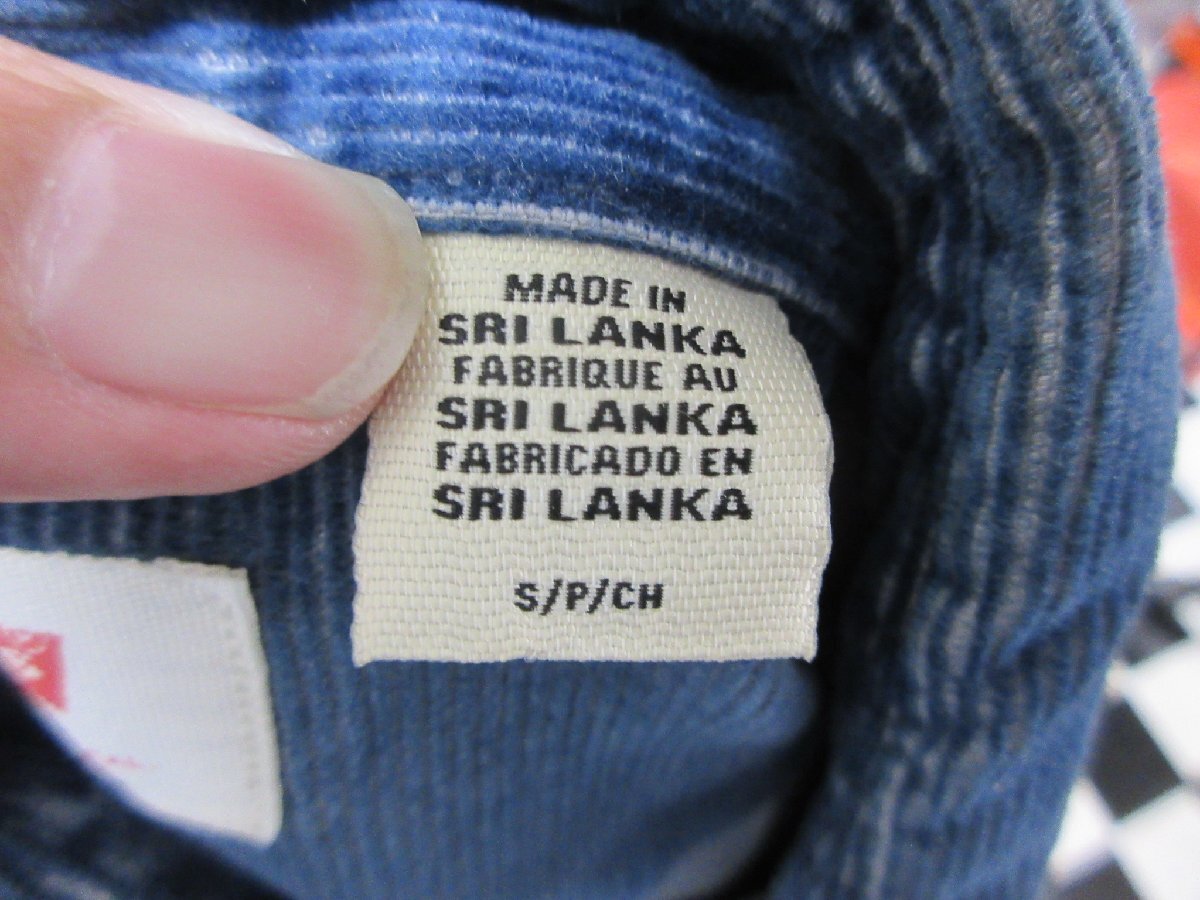 MADE IN
SRI LANKA
FABRIQUE AU
SRI LANKA
FABRICADO EN
SRI LANKA
S/P/CH